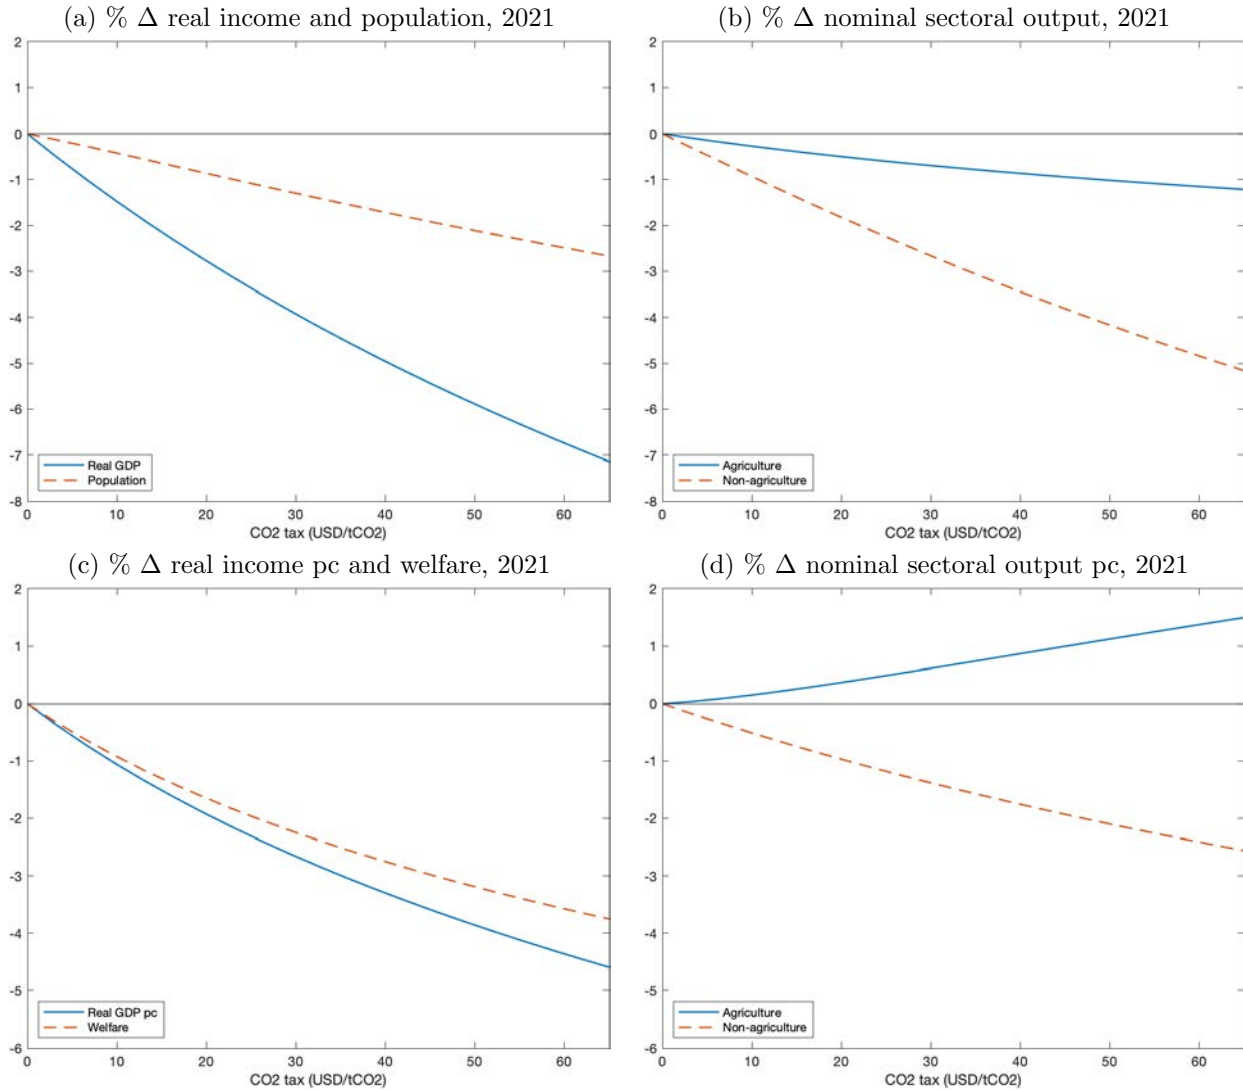 (a) % Δ real income and population, 2021
2
1
0
-1
-2
-3
-4
-5
-6
-7
-8
Real GDP
Population
0 10 20 30 40 50 60
CO2 tax (USD/tCO2)
(b) % Δ nominal sectoral output, 2021
2
1
0
-1
-2
-3
-4
-5
-6
-7
-8
Agriculture
Non-agriculture
0 10 20 30 40 50 60
CO2 tax (USD/tCO2)
(c) % Δ real income pc and welfare, 2021
2
1
0
-1
-2
-3
-4
-5
-6
Real GDP pc
Welfare
0 10 20 30 40 50 60
CO2 tax (USD/tCO2)
(d) % Δ nominal sectoral output pc, 2021
2
1
0
-1
-2
-3
-4
-5
-6
Agriculture
Non-agriculture
0 10 20 30 40 50 60
CO2 tax (USD/tCO2)